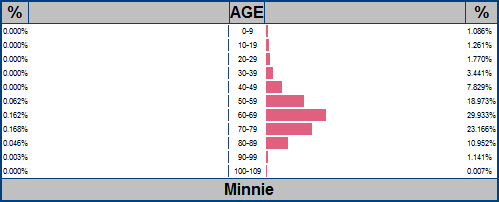 % AGE %
0.000% 0-9 1.086%
0.000% 10-19 1.261%
0.000% 20-29 1.770%
0.000% 30-39 3.441%
0.000% 40-49 7.829%
0.062% 50-59 18.973%
0.162% 60-69 29.933%
0.168% 70-79 23.166%
0.046% 80-89 10.952%
0.003% 90-99 1.141%
0.000% 100-109 0.007%
Minnie